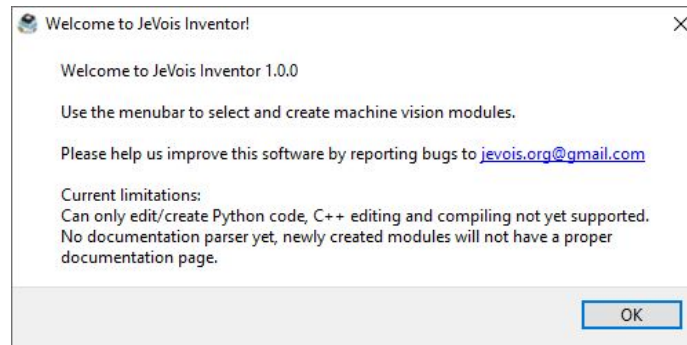 Welcome to JeVois Inventor!
Welcome to JeVois Inventor 1.0.0
Use the menubar to select and create machine vision modules.
Please help us improve this software by reporting bugs to jevois.org@gmail.com
Current limitations:
Can only edit/create Python code, C++ editing and compiling not yet supported.
No documentation parser yet, newly created modules will not have a proper
documentation page.
OK